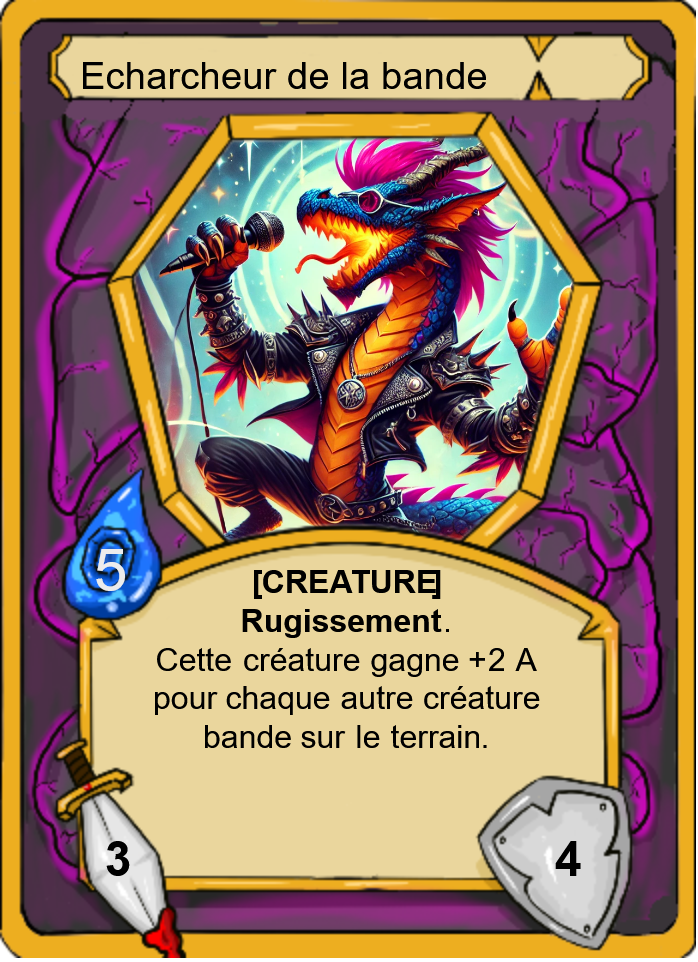 Echarcheur de la bande
5
[CREATURE]
Rugissement.
Cette créature gagne +2 A
pour chaque autre créature
bande sur le terrain.
3
4